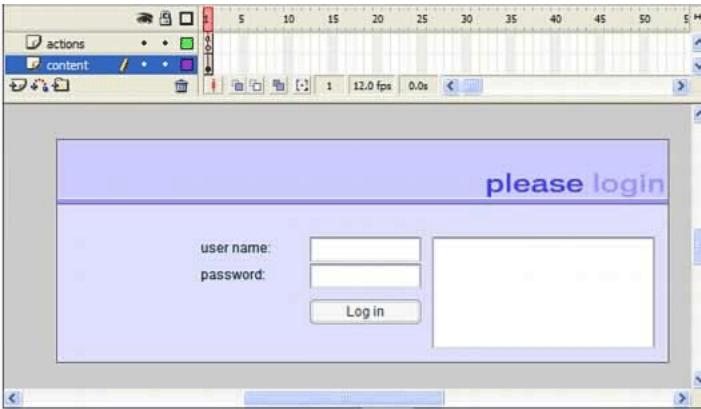 1 5 10 15 20 25 30 35 40 45 50
actions
content
1 12.0 fps 0.0s
please login
user name:
password:
Log in